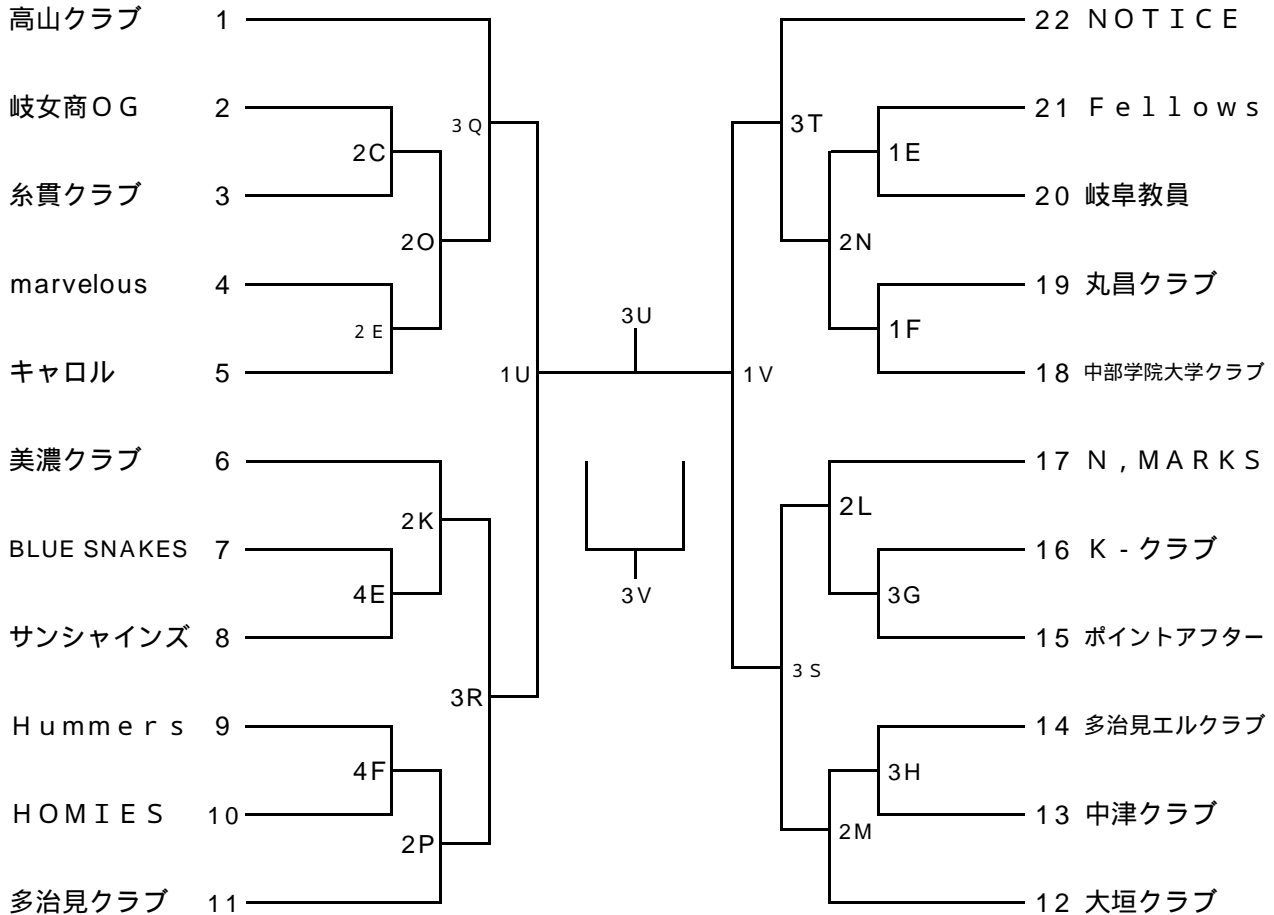 高山クラブ 1
岐女商ОG 2
糸貫クラブ 3
marvelous 4
キャロル 5
美濃クラブ 6
BLUE SNAKES 7
サンシャインズ 8
Ｈｕｍｍｅｒｓ 9
ＨＯＭＩＥＳ 10
多治見クラブ 11
2C
2E
2O
3Q
4E
2K
4F
2P
3R
1U
3U
3V
1V
3T
1E
2N
1F
2L
3G
3S
3H
2M
22 ＮＯＴＩＣＥ
21 Ｆｅｌｌｏｗｓ
20 岐阜教員
19 丸昌クラブ
18 中部学院大学クラブ
17 Ｎ，ＭＡＲＫＳ
16 Ｋ-クラブ
15 ポイントアフター
14 多治見エルクラブ
13 中津クラブ
12 大垣クラブ